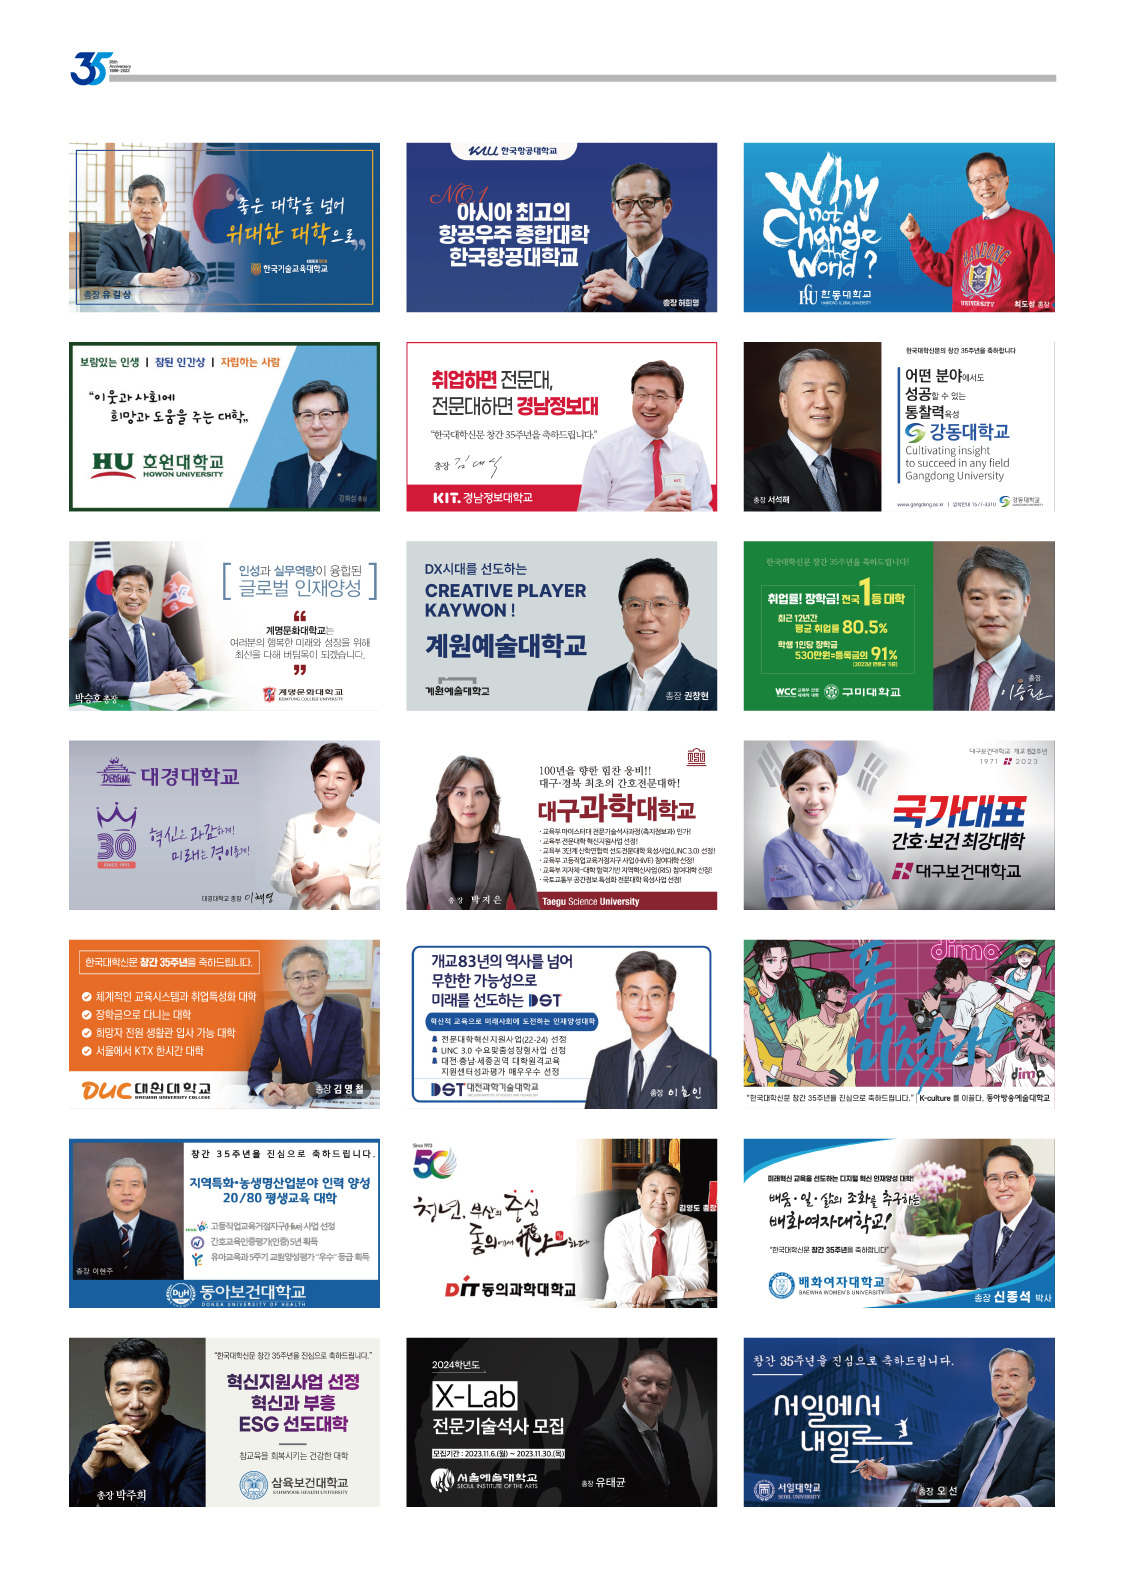 35
35th
Anniversary
1988-2023
“좋은 대학을 넘어
위대한 대학으로”
한국기술교육대학교
총장 유길상
KAU 한국항공대학교
NO.1
아시아 최고의
항공우주 종합대학
한국항공대학교
총장 허희영
Why
not
Change
the
World?
HGU 한동대학교
HANDONG GLOBAL UNIVERSITY
HANDONG
UNIVERSITY
최도성 총장
보람있는 인생 | 참된 인간상 | 자립하는 사람
“이웃과 사회에
희망과 도움을 주는 대학„
HU 호원대학교
HOWON UNIVERSITY
강희성 총장
취업하면 전문대,
전문대하면 경남정보대
“한국대학신문 창간 35주년을 축하드립니다.”
총장 김대식
KIT. 경남정보대학교
한국대학신문의 창간 35주년을 축하합니다
어떤 분야에서도
성공할 수 있는
통찰력육성
강동대학교
Cultivating insight
to succeed in any field
Gangdong University
총장 서석해
www.gangdong.ac.kr | 입학안내 1577-3310
강동대학교
인성과 실무역량이 융합된
글로벌 인재양성
계명문화대학교는
여러분의 행복한 미래와 성장을 위해
최선을 다해 버팀목이 되겠습니다.
계명문화대학교
KEIMYUNG COLLEGE UNIVERSITY
박승호 총장
DX시대를 선도하는
CREATIVE PLAYER
KAYWON !
계원예술대학교
계원예술대학교
총장 권창현
한국대학신문 창간 35주년을 축하드립니다!
취업률! 장학금! 전국 1등 대학
최근 12년간
평균 취업률 80.5%
학생 1인당 장학금
530만원=등록금의 91%
(2023년 연평균 기준)
WCC 교육부 선정
세계적 대학
구미대학교
총장
이승환
DAEKYEUNG
대경대학교
30
SINCE 1993
혁신은 과감하게!
미래는 경이롭게!
대경대학교 총장 이채영
100년을 향한 힘찬 웅비!!
대구·경북 최초의 간호전문대학!
대구과학대학교
· 교육부 마이스터대 전문기술석사과정(측지정보과) 인가!
· 교육부 전문대학 혁신지원사업 선정!
· 교육부 3단계 산학연협력 선도전문대학 육성사업(LINC 3.0) 선정!
· 교육부 고등직업교육거점지구 사업(HiVE) 참여대학 선정!
· 교육부 지자체-대학 협력기반 지역혁신사업(RIS) 참여대학 선정!
· 국토교통부 공간정보 특성화 전문대학 육성사업 선정!
총장 박지은
Taegu Science University
대구보건대학교 개교 52주년
1971 2023
국가대표
간호·보건 최강대학
대구보건대학교
한국대학신문 창간 35주년을 축하드립니다.
체계적인 교육시스템과 취업특성화 대학
장학금으로 다니는 대학
희망자 전원 생활관 입사 가능 대학
서울에서 KTX 한시간 대학
DUC 대원대학교
DAEWON UNIVERSITY COLLEGE
총장 김영철
개교83년의 역사를 넘어
무한한 가능성으로
미래를 선도하는 DST
혁신적 교육으로 미래사회에 도전하는 인재양성대학
전문대학혁신지원사업(22-24) 선정
LINC 3.0 수요맞춤성장형사업 선정
대전·충남·세종권역 대학원격교육
지원센터성과평가 매우우수 선정
DST 대전과학기술대학교
총장 이효인
dima
폼
미쳤다
dima
“한국대학신문 창간 35주년을 진심으로 축하드립니다.” K-culture 를 이끌다, 동아방송예술대학교
창간 35주년을 진심으로 축하드립니다.
지역특화·농생명산업분야 인력 양성
20/80 평생교육 대학
고등직업교육거점지구(Hive) 사업 선정
간호교육인증평가(인증) 5년 획득
유아교육과 5주기 교원양성평가 “우수” 등급 획득
총장 이현주
DUH 동아보건대학교
DONGA UNIVERSITY OF HEALTH
Since 1973
50
청년, 부산의 중심
동의에서 飛上하다
DIT 동의과학대학교
김영도 총장
미래혁신 교육을 선도하는 디지털 혁신 인재양성 대학!
배움·일·삶의 조화를 추구하는
배화여자대학교!
“한국대학신문 창간 35주년을 축하합니다”
배화여자대학교
BAEWHA WOMEN'S UNIVERSITY
총장 신종석 박사
“한국대학신문 창간 35주년을 진심으로 축하드립니다.”
혁신지원사업 선정
혁신과 부흥
ESG 선도대학
참교육을 회복시키는 건강한 대학
삼육보건대학교
SAHMYOOK HEALTH UNIVERSITY
총장 박주희
2024학년도
X-Lab
전문기술석사 모집
모집기간 : 2023.11.6.(월) ~ 2023.11.30.(목)
서울예술대학교
SEOUL INSTITUTE OF THE ARTS
총장 유태균
창간 35주년을 진심으로 축하드립니다.
서일에서
내일로
서일대학교
SEOIL UNIVERSITY
총장 오선